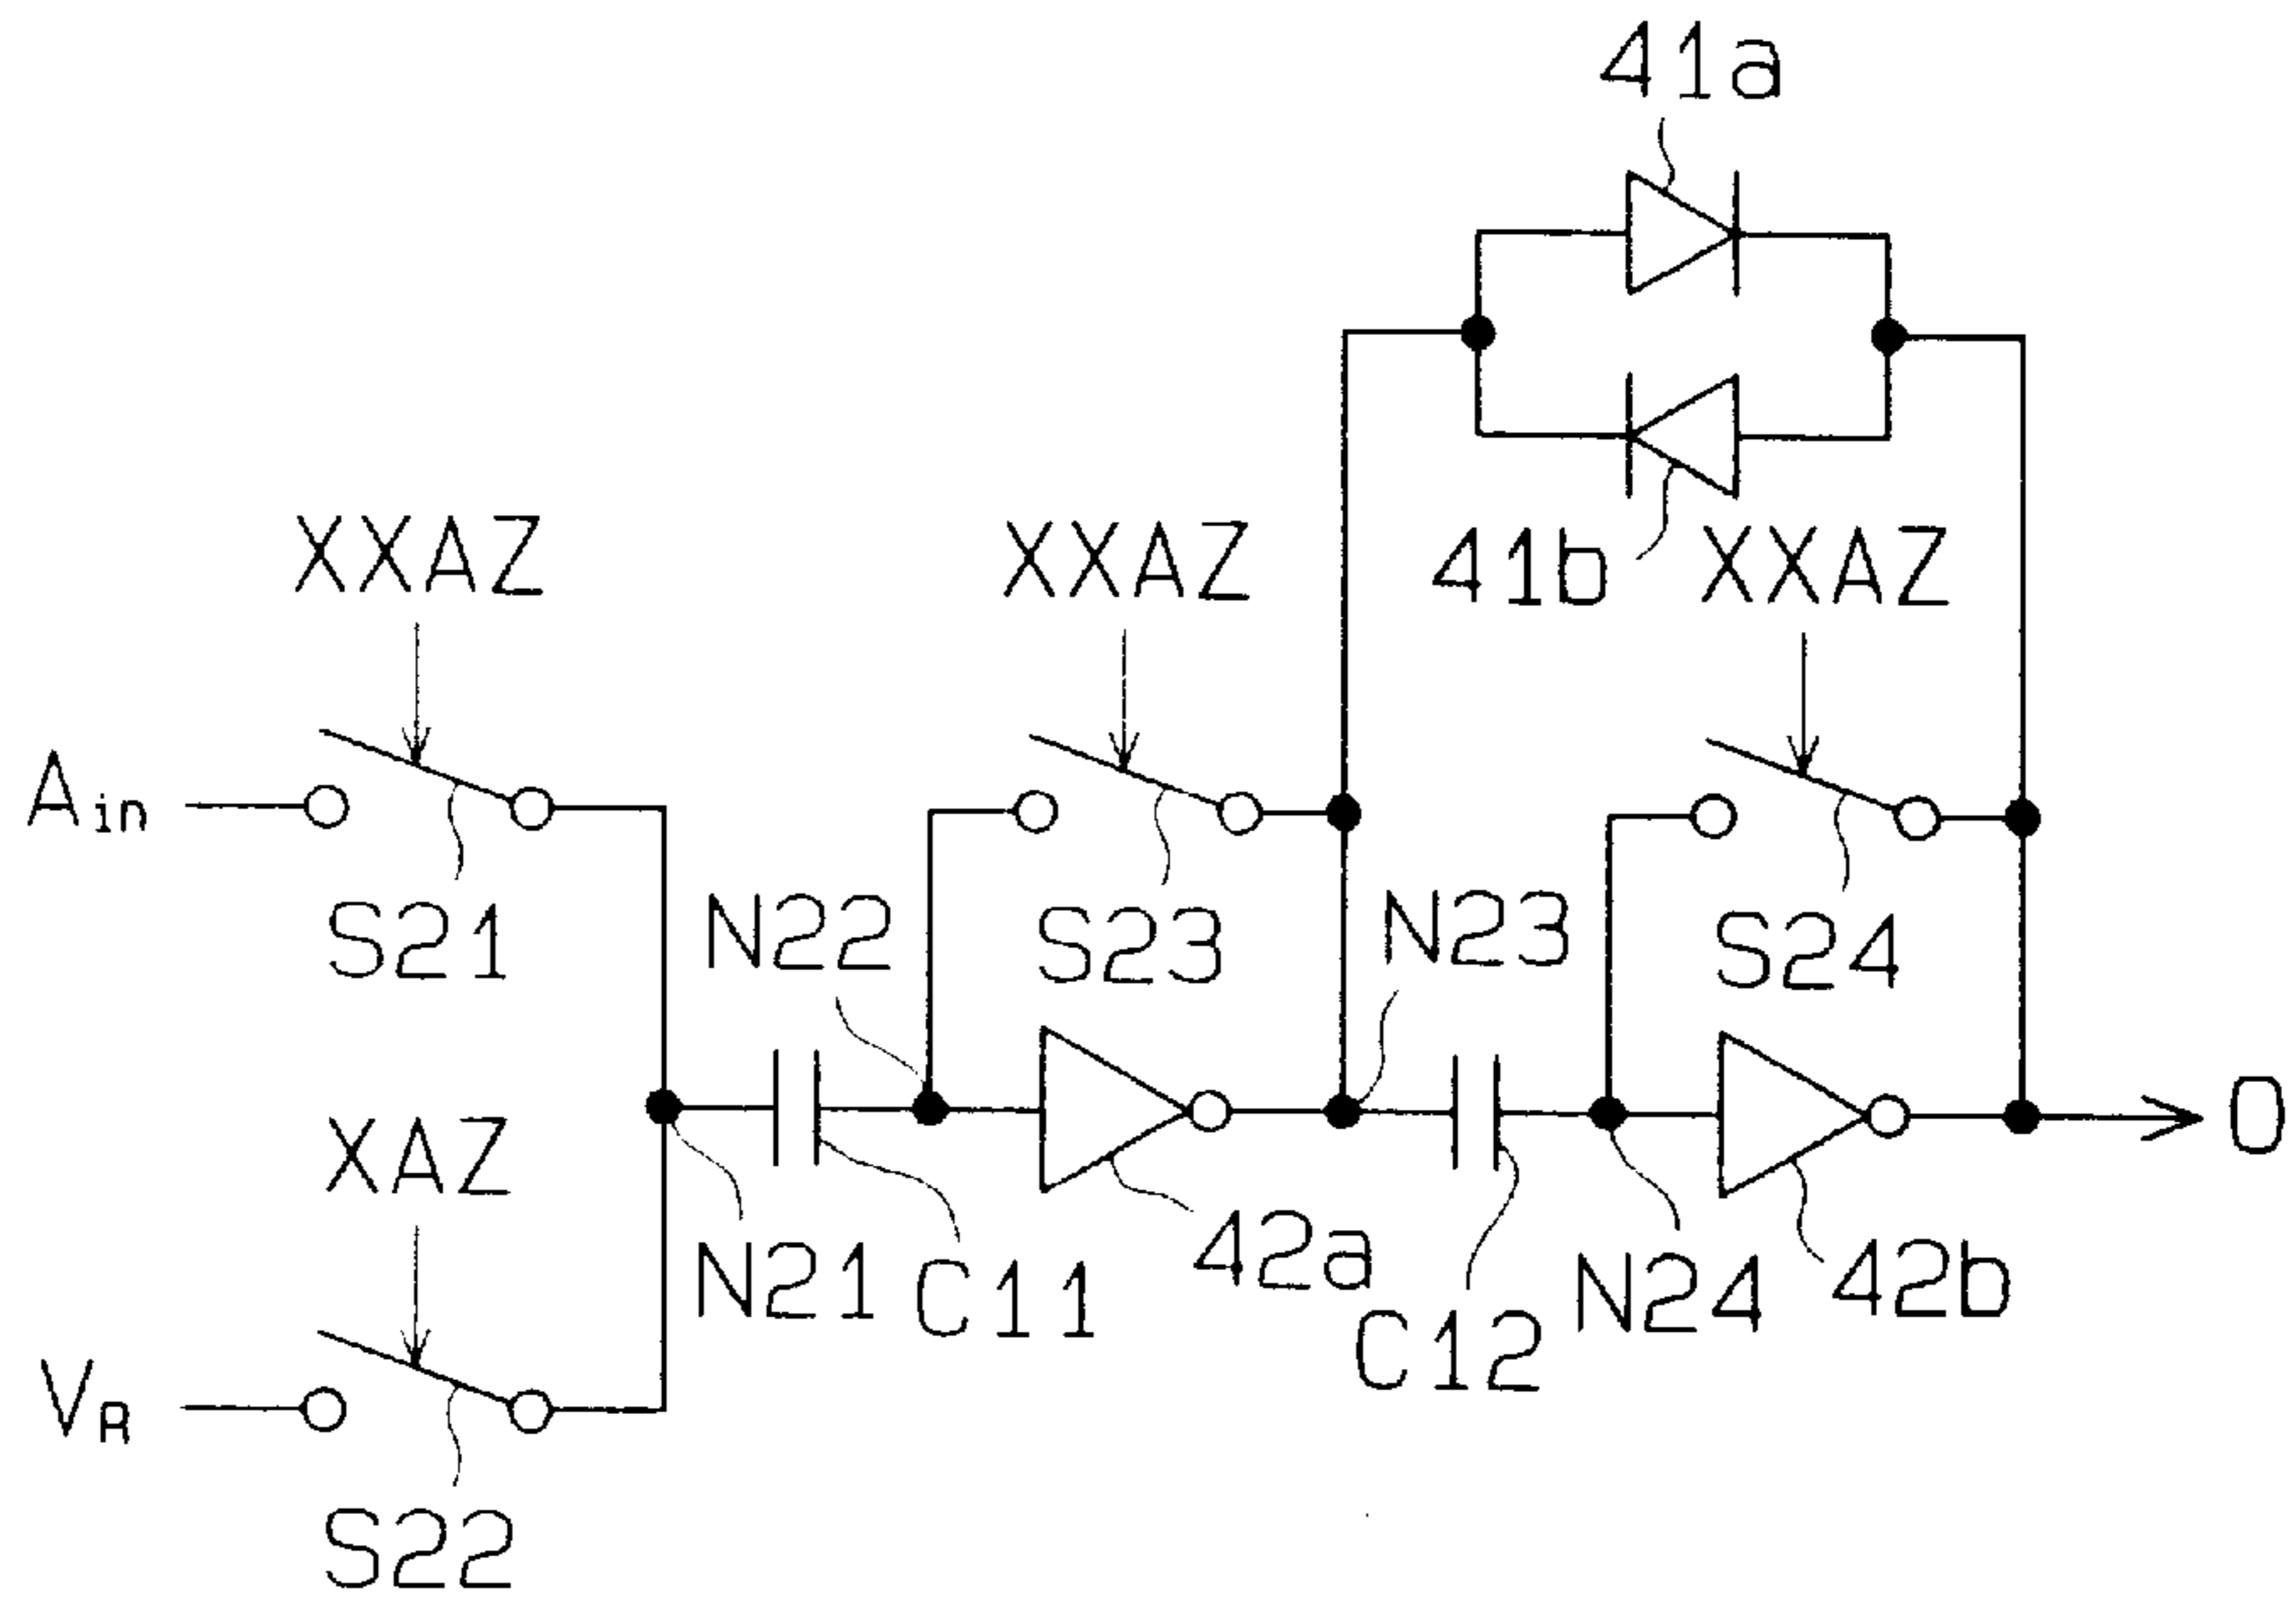 41a
XXAZ
XXAZ
41b
XXAZ
Ain
S21
N22
S23
N23
S24
XAZ
N21
C11
42a
C12
N24
42b
O
VR
S22